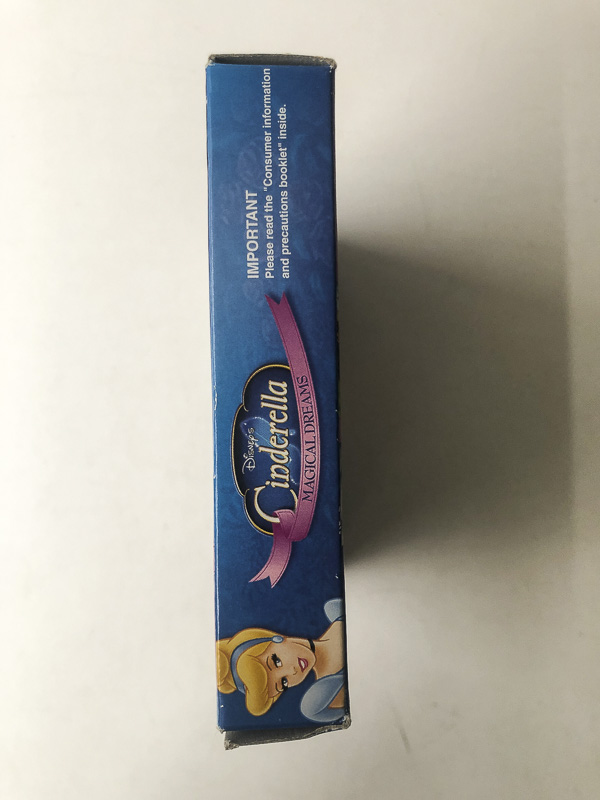 DISNEY'S
Cinderella
MAGICAL DREAMS
IMPORTANT
Please read the "Consumer information
and precautions booklet" inside.